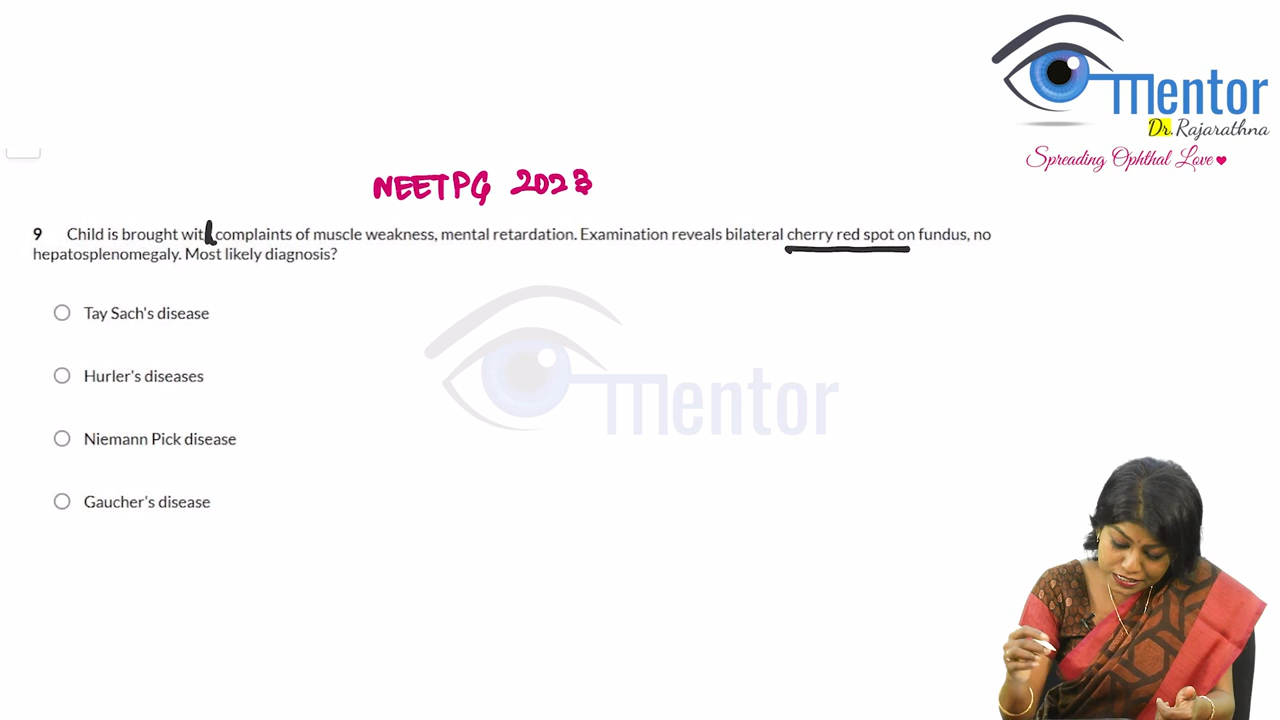 mentor
Dr. Rajarathna
Spreading Ophthal Love
NEETPG 2023
9 Child is brought with complaints of muscle weakness, mental retardation. Examination reveals bilateral cherry red spot on fundus, no
hepatosplenomegaly. Most likely diagnosis?
Tay Sach's disease
Hurler's diseases
Niemann Pick disease
Gaucher's disease
mentor